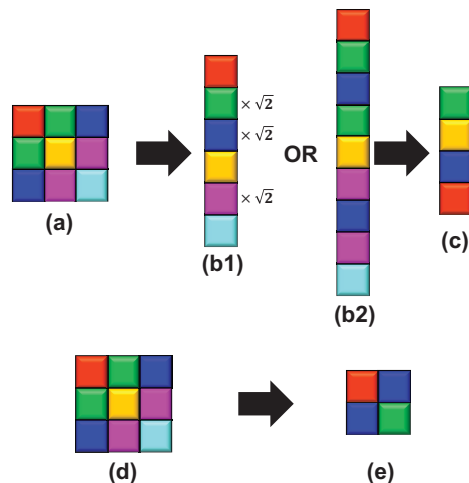 × √2
× √2
OR
× √2
(a)
(b1)
(b2)
(c)
(d)
(e)